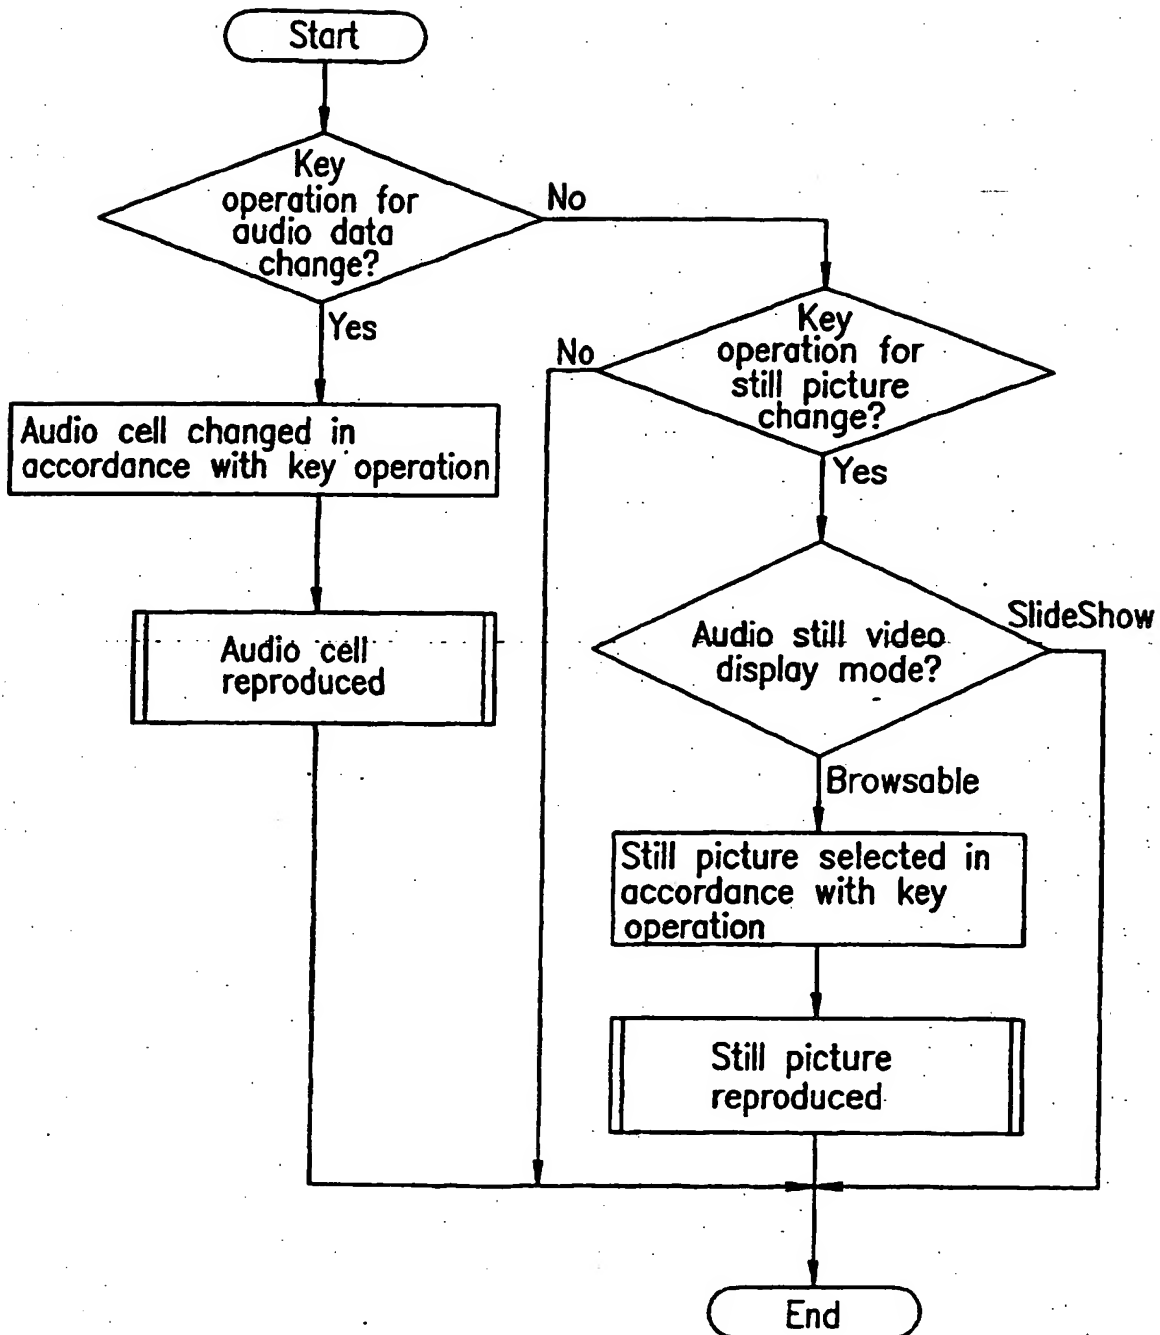 Start
Key
operation for
audio data
change?
No
Yes
Key
operation for
still picture
change?
No
Yes
Audio cell changed in
accordance with key operation
Audio cell
reproduced
Audio still video
display mode?
SlideShow
Browsable
Still picture selected in
accordance with key
operation
Still picture
reproduced
End